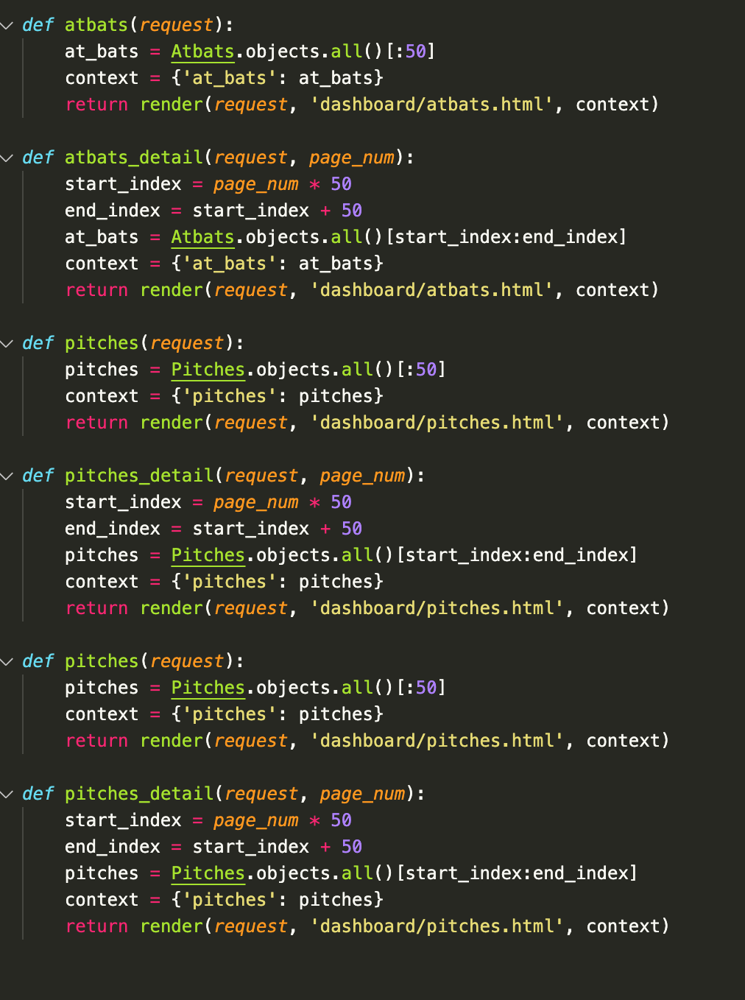 def atbats(request):
    at_bats = Atbats.objects.all()[:50]
    context = {'at_bats': at_bats}
    return render(request, 'dashboard/atbats.html', context)

def atbats_detail(request, page_num):
    start_index = page_num * 50
    end_index = start_index + 50
    at_bats = Atbats.objects.all()[start_index:end_index]
    context = {'at_bats': at_bats}
    return render(request, 'dashboard/atbats.html', context)

def pitches(request):
    pitches = Pitches.objects.all()[:50]
    context = {'pitches': pitches}
    return render(request, 'dashboard/pitches.html', context)

def pitches_detail(request, page_num):
    start_index = page_num * 50
    end_index = start_index + 50
    pitches = Pitches.objects.all()[start_index:end_index]
    context = {'pitches': pitches}
    return render(request, 'dashboard/pitches.html', context)

def pitches(request):
    pitches = Pitches.objects.all()[:50]
    context = {'pitches': pitches}
    return render(request, 'dashboard/pitches.html', context)

def pitches_detail(request, page_num):
    start_index = page_num * 50
    end_index = start_index + 50
    pitches = Pitches.objects.all()[start_index:end_index]
    context = {'pitches': pitches}
    return render(request, 'dashboard/pitches.html', context)